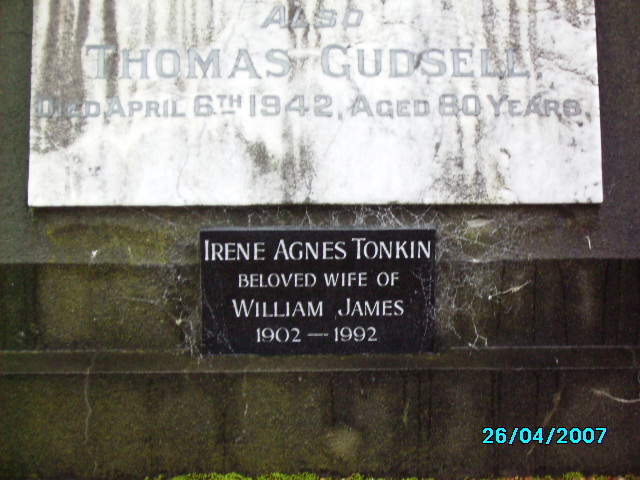 ALSO
THOMAS GUDSELL,
DIED APRIL 6TH 1942, AGED 80 YEARS.
IRENE AGNES TONKIN
BELOVED WIFE OF
WILLIAM JAMES
1902 — 1992
26/04/2007